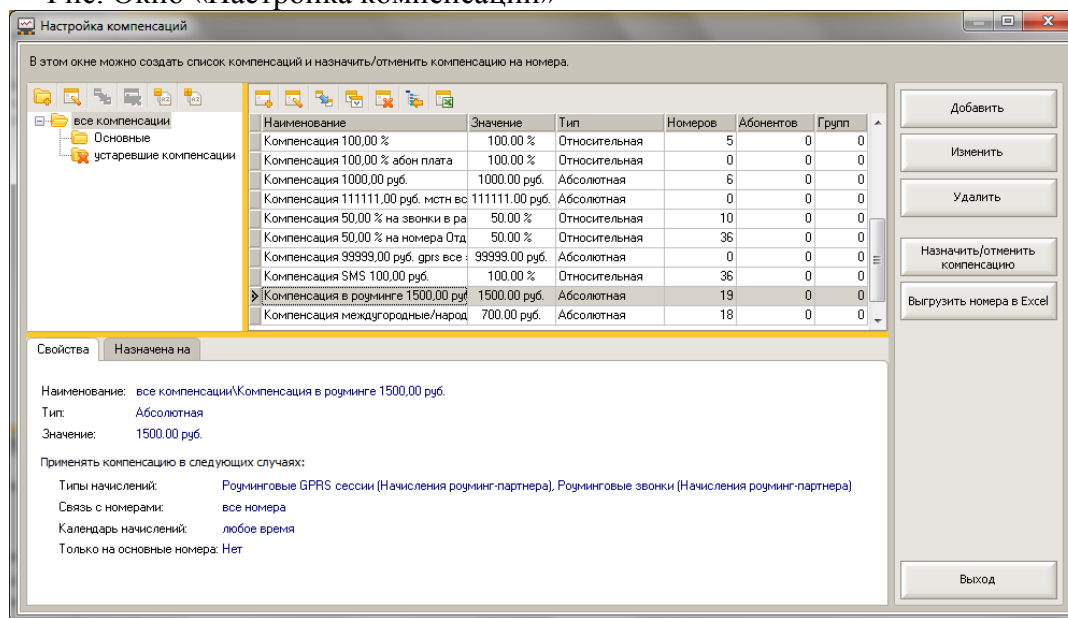 Рис. Окно «Настройка компенсаций»
Настройка компенсаций
В этом окне можно создать список компенсаций и назначить/отменить компенсацию на номера.
все компенсации
Основные
устаревшие компенсации
Наименование Значение Тип Номеров Абонентов Групп
Компенсация 100,00 % 100.00 % Относительная 5 0 0
Компенсация 100,00 % абон плата 100.00 % Относительная 0 0 0
Компенсация 1000,00 руб. 1000.00 руб. Абсолютная 6 0 0
Компенсация 111111,00 руб. мстн вс 111111.00 руб. Абсолютная 0 0 0
Компенсация 50,00 % на звонки в ра 50.00 % Относительная 10 0 0
Компенсация 50,00 % на номера Отд 50.00 % Относительная 36 0 0
Компенсация 99999,00 руб. gprs все 99999.00 руб. Абсолютная 0 0 0
Компенсация SMS 100,00 руб. 100.00 % Относительная 36 0 0
Компенсация в роуминге 1500,00 руб 1500.00 руб. Абсолютная 19 0 0
Компенсация междугородные/народ 700.00 руб. Абсолютная 18 0 0
Добавить
Изменить
Удалить
Назначить/отменить
компенсацию
Выгрузить номера в Excel
Свойства Назначена на
Наименование: все компенсации\Компенсация в роуминге 1500,00 руб.
Тип: Абсолютная
Значение: 1500.00 руб.
Применять компенсацию в следующих случаях:
Типы начислений: Роуминговые GPRS сессии (Начисления роуминг-партнера), Роуминговые звонки (Начисления роуминг-партнера)
Связь с номерами: все номера
Календарь начислений: любое время
Только на основные номера: Нет
Выход